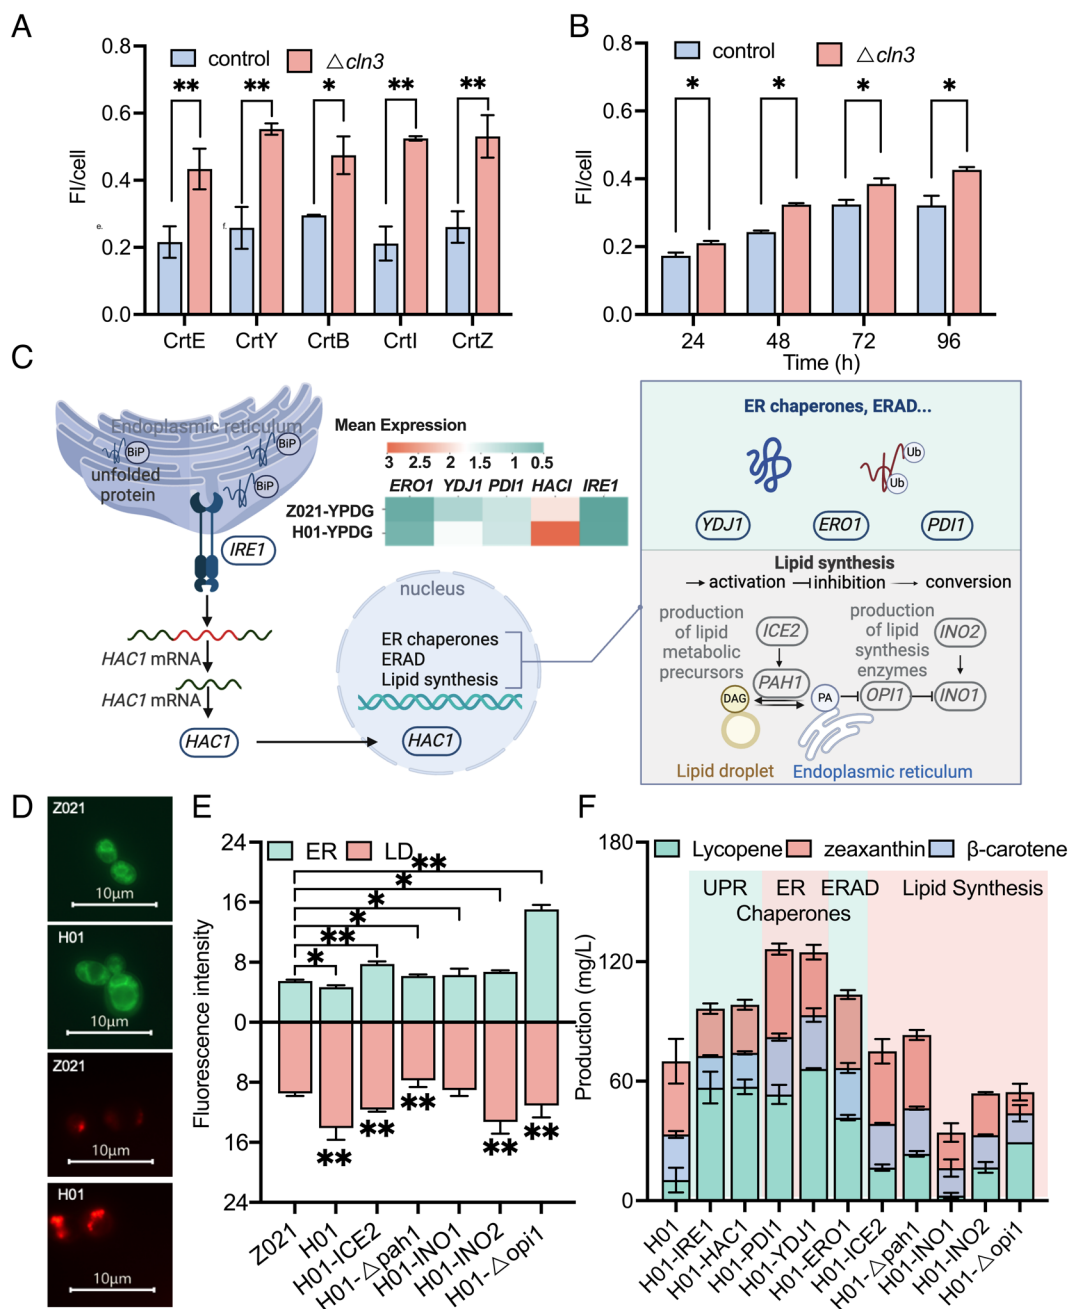 A
0.8
0.6
0.4
0.2
0.0
FI/cell
control
△cln3
**
**
*
**
**
e.
f.
CrtE
CrtY
CrtB
CrtI
CrtZ
B
0.8
0.6
0.4
0.2
0.0
FI/cell
control
△cln3
*
*
*
*
24
48
72
96
Time (h)
C
Endoplasmic reticulum
BiP
BiP
BiP
unfolded
protein
IRE1
HAC1 mRNA
HAC1 mRNA
HAC1
Mean Expression
3 2.5 2 1.5 1 0.5
ERO1 YDJ1 PDI1 HACI IRE1
Z021-YPDG
H01-YPDG
nucleus
ER chaperones
ERAD
Lipid synthesis
HAC1
ER chaperones, ERAD...
Ub
Ub
YDJ1
ERO1
PDI1
Lipid synthesis
activation
inhibition
conversion
production
of lipid
metabolic
precursors
ICE2
PAH1
production
of lipid
synthesis
enzymes
INO2
DAG
PA
OPI1
INO1
Lipid droplet
Endoplasmic reticulum
D
Z021
10μm
H01
10μm
Z021
10μm
H01
10μm
E
24
16
8
0
8
16
24
Fluorescence intensity
ER
LD
**
*
*
*
**
*
**
**
**
**
**
Z021
H01
H01-ICE2
H01-△pah1
H01-INO1
H01-INO2
H01-△opi1
F
180
120
60
0
Production (mg/L)
Lycopene
zeaxanthin
β-carotene
UPR
ER
Chaperones
ERAD
Lipid Synthesis
H01
H01-IRE1
H01-HAC1
H01-PDI1
H01-YDJ1
H01-ERO1
H01-ICE2
H01-△pah1
H01-INO1
H01-INO2
H01-△opi1